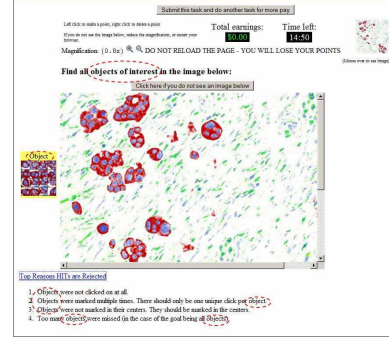 Submit this task and do another task for more pay
Left click to make a point, right click to delete a point
If you do not see the image below, reduce the magnification, or restart your browser.
Total earnings:
$0.00
Time left:
14:50
Magnification: (0.8x) DO NOT RELOAD THE PAGE - YOU WILL LOSE YOUR POINTS
(Mouse over to see image)
Find all objects of interest in the image below:
Click here if you do not see an image below
Object
Top Reasons HITs are Rejected
1. Objects were not clicked on at all.
2. Objects were marked multiple times. There should only be one unique click per object.
3. Objects were not marked in their centers. They should be marked in the centers.
4. Too many objects were missed (in the case of the goal being all objects).